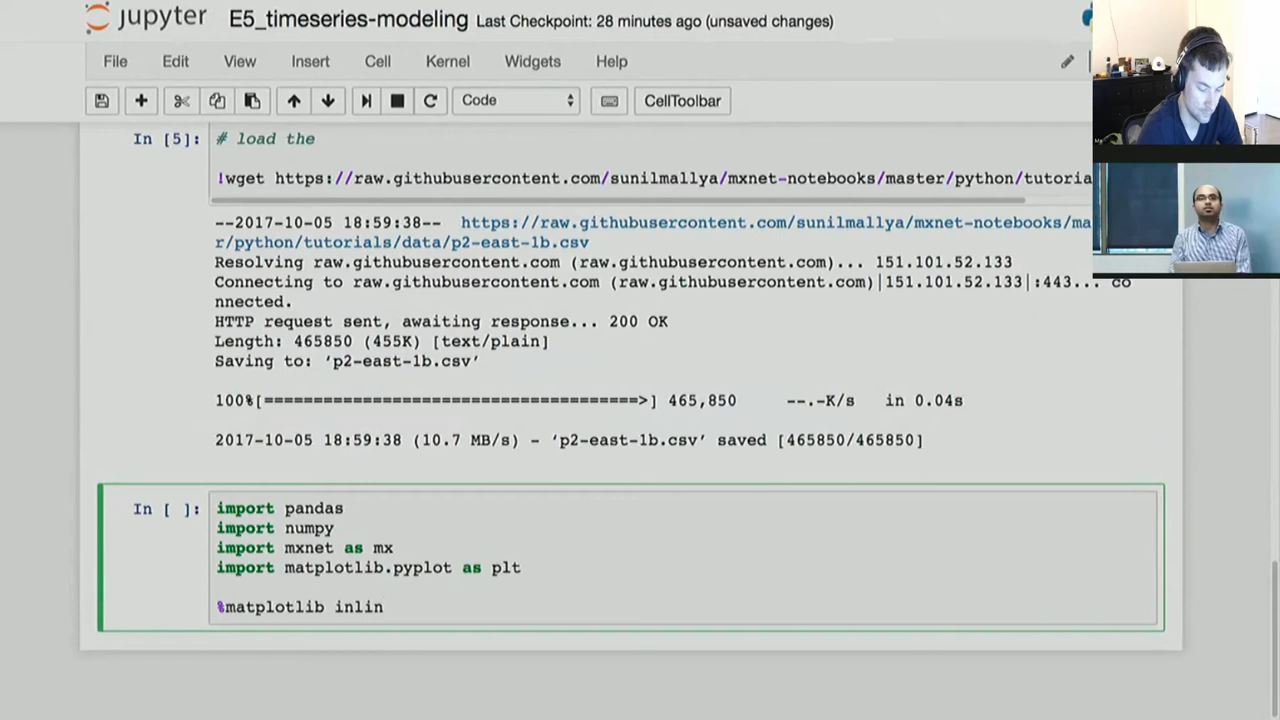 jupyter E5_timeseries-modeling Last Checkpoint: 28 minutes ago (unsaved changes)
File Edit View Insert Cell Kernel Widgets Help
Code CellToolbar
In [5]: # load the
!wget https://raw.githubusercontent.com/sunilmallya/mxnet-notebooks/master/python/tutoria
--2017-10-05 18:59:38-- https://raw.githubusercontent.com/sunilmallya/mxnet-notebooks/ma
r/python/tutorials/data/p2-east-1b.csv
Resolving raw.githubusercontent.com (raw.githubusercontent.com)... 151.101.52.133
Connecting to raw.githubusercontent.com (raw.githubusercontent.com)|151.101.52.133|:443... co
nnected.
HTTP request sent, awaiting response... 200 OK
Length: 465850 (455K) [text/plain]
Saving to: ‘p2-east-1b.csv’
100%[======================================>] 465,850 --.-K/s in 0.04s
2017-10-05 18:59:38 (10.7 MB/s) - ‘p2-east-1b.csv’ saved [465850/465850]
In [ ]: import pandas
import numpy
import mxnet as mx
import matplotlib.pyplot as plt
%matplotlib inlin